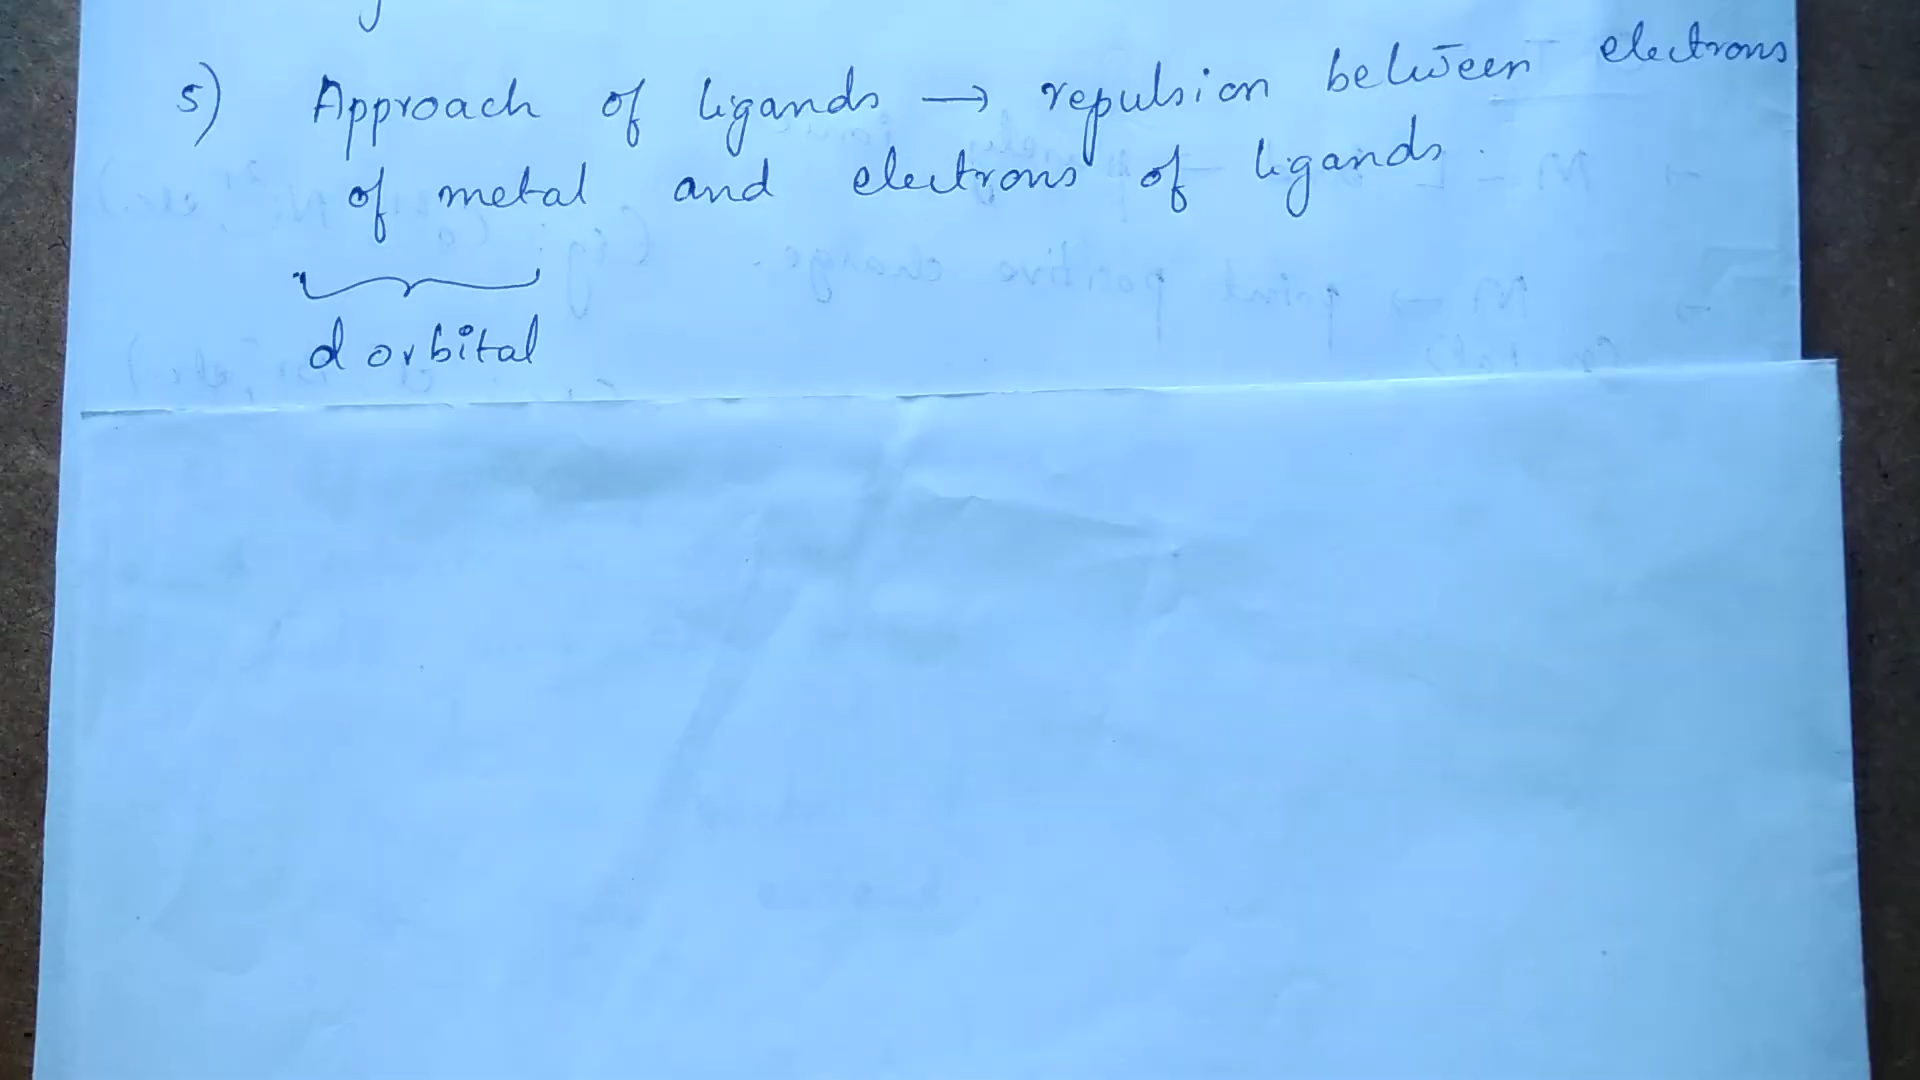 5) Approach of ligands → repulsion between electrons
of metal and electrons of ligands.
d orbital